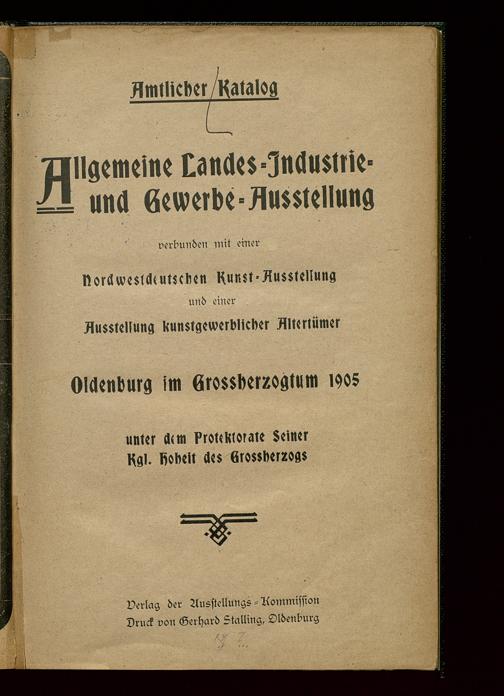 Amtlicher Katalog
Allgemeine Landes-Industrie-
und Gewerbe-Ausstellung
verbunden mit einer
Nordwestdeutschen Kunst-Ausstellung
und einer
Ausstellung kunstgewerblicher Altertümer
Oldenburg im Grossherzogtum 1905
unter dem Protektorate Seiner
Kgl. Hoheit des Grossherzogs
Verlag der Ausstellungs-Kommission
Druck von Gerhard Stalling, Oldenburg